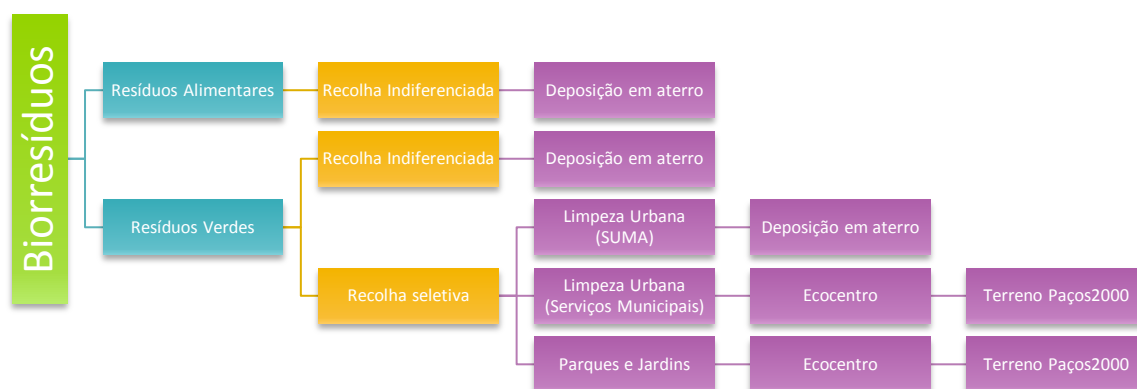 Biorresíduos
Resíduos Alimentares
Recolha Indiferenciada
Deposição em aterro
Recolha Indiferenciada
Deposição em aterro
Resíduos Verdes
Limpeza Urbana
(SUMA)
Deposição em aterro
Recolha seletiva
Limpeza Urbana
(Serviços Municipais)
Ecocentro
Terreno Paços2000
Parques e Jardins
Ecocentro
Terreno Paços2000